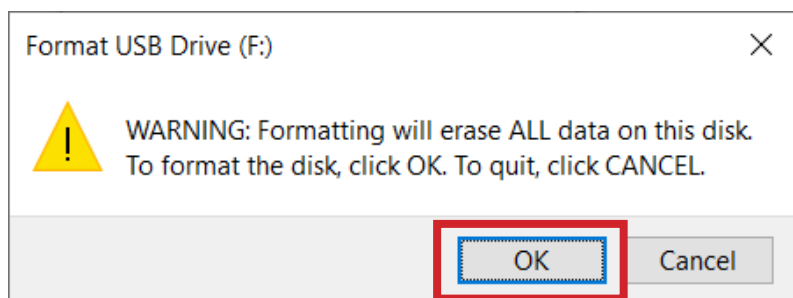 Format USB Drive (F:)
WARNING: Formatting will erase ALL data on this disk.
To format the disk, click OK. To quit, click CANCEL.
OK Cancel